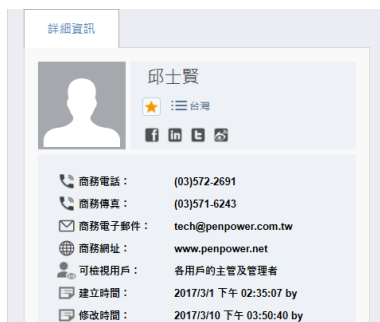 詳細資訊
邱士賢
台灣
商務電話： (03)572-2691
商務傳真： (03)571-6243
商務電子郵件： tech@penpower.com.tw
商務網址： www.penpower.net
可檢視用戶： 各用戶的主管及管理者
建立時間： 2017/3/1 下午 02:35:07 by
修改時間： 2017/3/10 下午 03:50:40 by